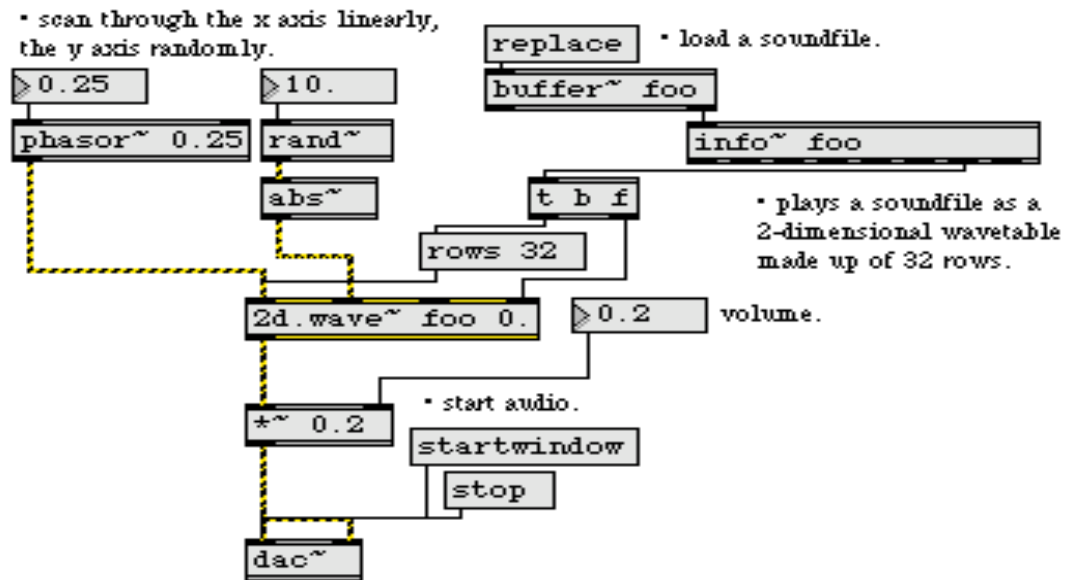 • scan through the x axis linearly,
the y axis randomly.
replace
• load a soundfile.
0.25
10.
buffer~ foo
phasor~ 0.25
rand~
info~ foo
abs~
t b f
• plays a soundfile as a
2-dimensional wavetable
made up of 32 rows.
rows 32
2d.wave~ foo 0.
0.2
volume.
*~ 0.2
• start audio.
startwindow
stop
dac~